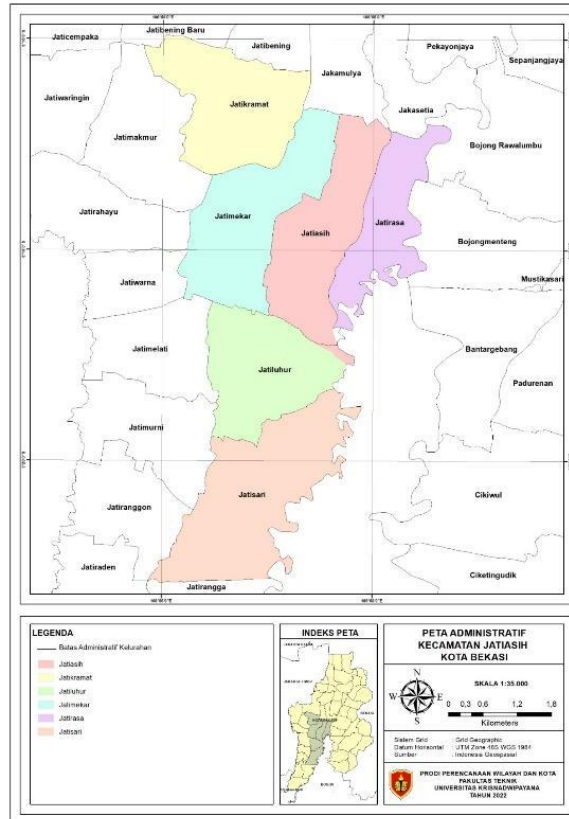 Jaticempaka
Jatibening Baru
Jatibening
Pekayonjaya
Sepanjangjaya
Jatiwaringin
Jatikramat
Jakamulya
Jakasetia
Jatimakmur
Bojong Rawalumbu
Jatirahayu
Jatimekar
Jatiasih
Jatirasa
Bojongmenteng
Jatiwarna
Mustikasari
Jatimelati
Jatiluhur
Bantargebang
Padurenan
Jatimurni
Jatisari
Cikiwul
Jatiranggon
Jatiraden
Jatirangga
Ciketingudik
LEGENDA
Batas Administratif Kelurahan
Jatiasih
Jatikramat
Jatiluhur
Jatimekar
Jatirasa
Jatisari
INDEKS PETA
PETA ADMINISTRATIF
KECAMATAN JATIASIH
KOTA BEKASI
N
W E
S
SKALA 1:35.000
0 0,3 0,6 1,2 1,8
Kilometers
Sistem Grid : Grid Geographic
Datum Horisontal : UTM Zone 48S WGS 1984
Sumber : Indonesia Geospasial
PRODI PERENCANAAN WILAYAH DAN KOTA
FAKULTAS TEKNIK
UNIVERSITAS KRISNADWIPAYANA
TAHUN 2022